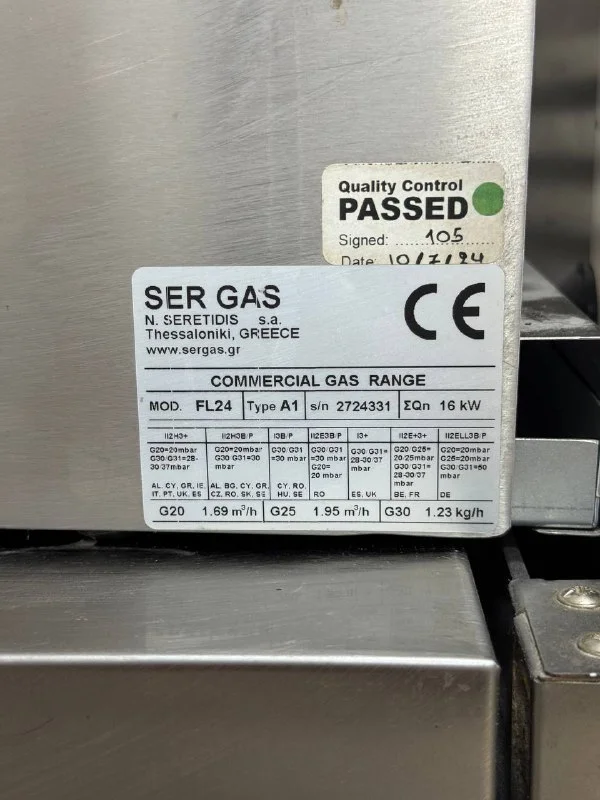 Quality Control
PASSED
Signed: 105
Date: 10/7/24
SER GAS
N. SERETIDIS s.a.
Thessaloniki, GREECE
www.sergas.gr
CE
COMMERCIAL GAS RANGE
MOD. FL24 Type A1 s/n 2724331 ΣQn 16 kW
II2H3+ II2H3B/P I3B/P II2E3B/P I3+ II2E+3+ II2ELL3B/P
G20=20mbar G20=20mbar G30/G31 G30/G31 G30/G31= G20/G25= G20=20mbar
G30/G31=28- G30/G31=30 =30 mbar =30 mbar 28-30/37 20/25mbar G25=20mbar
30/37mbar mbar G20= mbar G30/G31= G30/G31=50
20 mbar 28-30/37 mbar
mbar
AL, CY, GR, IE, AL, BG, CY, GR, CY, RO,
IT, PT, UK, ES CZ, RO, SK, SE HU, SE RO ES, UK BE, FR DE
G20 1.69 m³/h G25 1.95 m³/h G30 1.23 kg/h